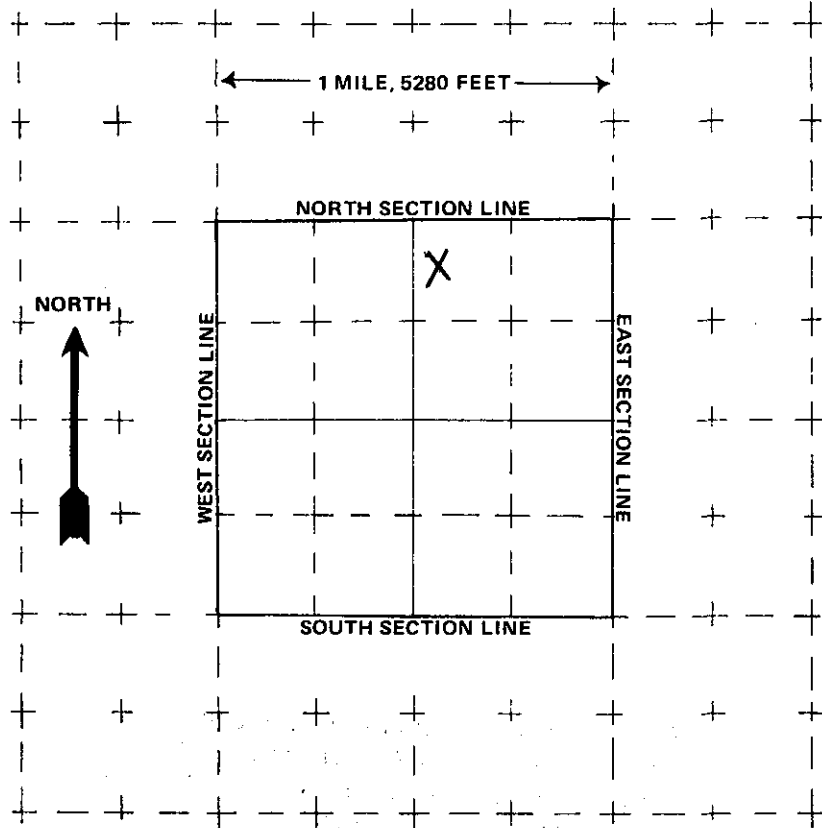 1 MILE, 5280 FEET
NORTH SECTION LINE
X
NORTH
WEST SECTION LINE
EAST SECTION LINE
SOUTH SECTION LINE